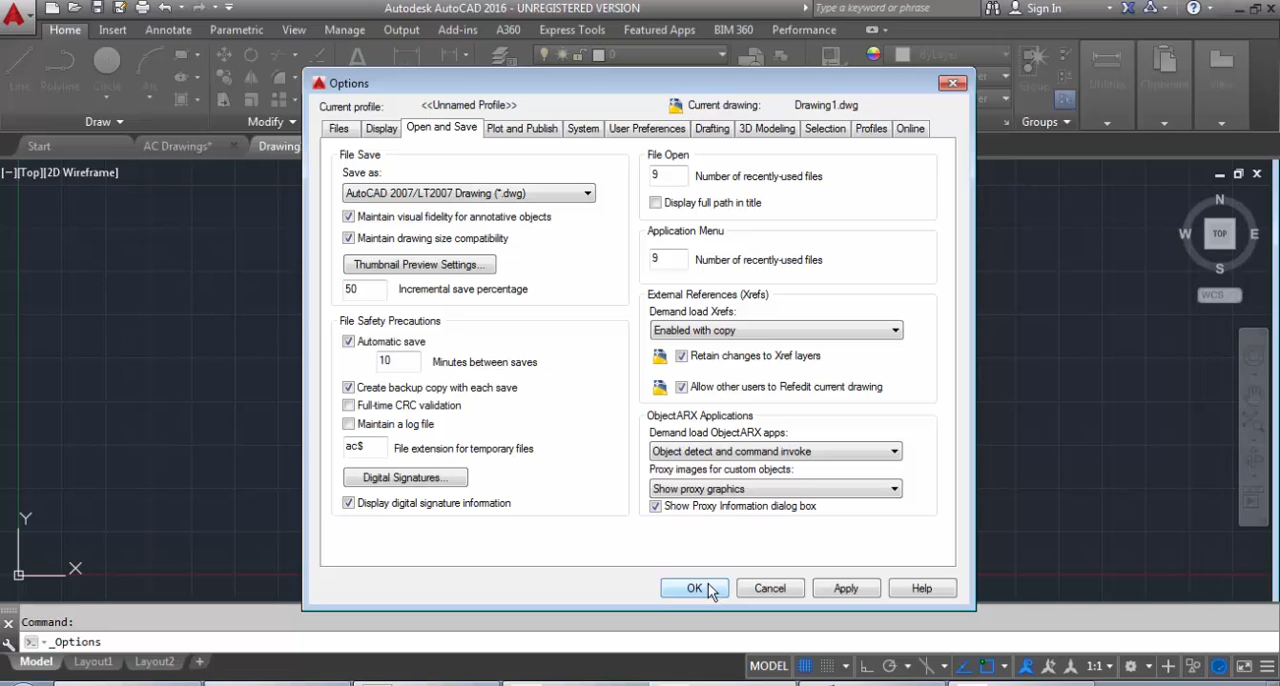 Autodesk AutoCAD 2016 - UNREGISTERED VERSION
Type a keyword or phrase
Sign In
Home Insert Annotate Parametric View Manage Output Add-ins A360 Express Tools Featured Apps BIM 360 Performance
Line Polyline Circle Arc 0 ByLayer Group Utilities Clipboard View
Draw Modify Groups
Start AC Drawings* Drawing
[−][Top][2D Wireframe]
Options
Current profile: <<Unnamed Profile>> Current drawing: Drawing1.dwg
Files Display Open and Save Plot and Publish System User Preferences Drafting 3D Modeling Selection Profiles Online
File Save
Save as:
AutoCAD 2007/LT2007 Drawing (*.dwg)
Maintain visual fidelity for annotative objects
Maintain drawing size compatibility
Thumbnail Preview Settings...
50 Incremental save percentage
File Safety Precautions
Automatic save
10 Minutes between saves
Create backup copy with each save
Full-time CRC validation
Maintain a log file
ac$ File extension for temporary files
Digital Signatures...
Display digital signature information
File Open
9 Number of recently-used files
Display full path in title
Application Menu
9 Number of recently-used files
External References (Xrefs)
Demand load Xrefs:
Enabled with copy
Retain changes to Xref layers
Allow other users to Refedit current drawing
ObjectARX Applications
Demand load ObjectARX apps:
Object detect and command invoke
Proxy images for custom objects:
Show proxy graphics
Show Proxy Information dialog box
OK Cancel Apply Help
N
W TOP E
S
WCS
Y
X
Command:
_Options
Model Layout1 Layout2 +
MODEL 1:1